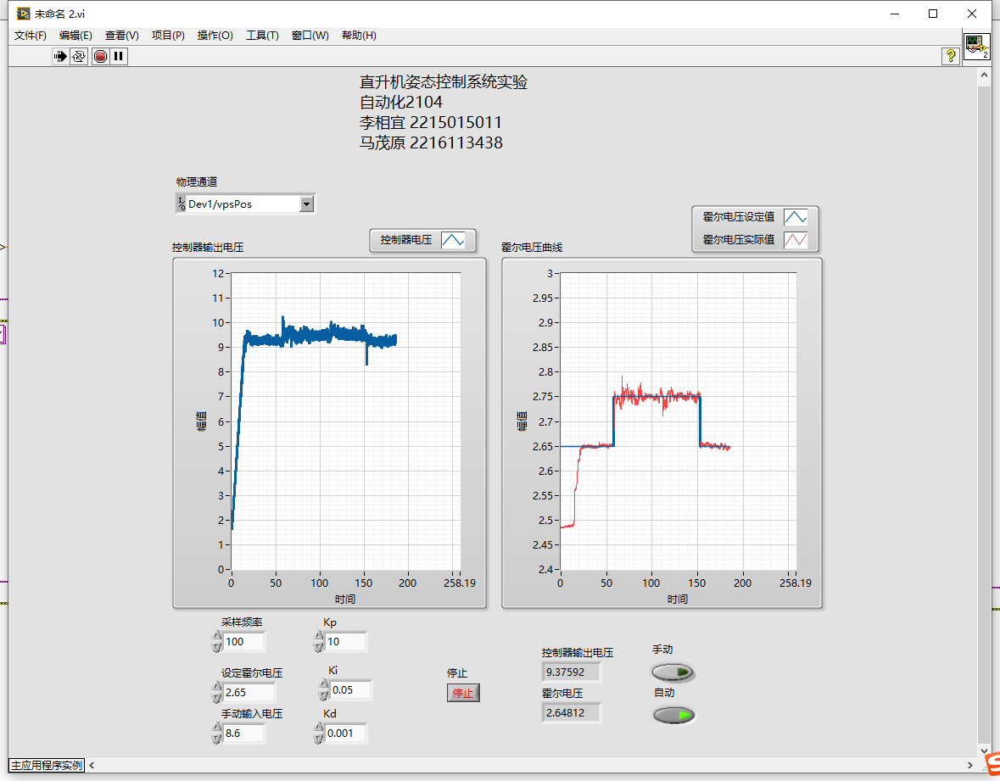 未命名 2.vi
文件(F) 编辑(E) 查看(V) 项目(P) 操作(O) 工具(T) 窗口(W) 帮助(H)
?
2
直升机姿态控制系统实验
自动化2104
李相宜 2215015011
马茂原 2216113438
物理通道
I/0 Dev1/vpsPos
控制器输出电压
控制器电压
12
11
10
9
8
7
6
5
4
3
2
1
0
幅值
0 50 100 150 200 258.19
时间
霍尔电压曲线
霍尔电压设定值
霍尔电压实际值
3
2.95
2.9
2.85
2.8
2.75
2.7
2.65
2.6
2.55
2.5
2.45
2.4
幅值
0 50 100 150 200 258.19
时间
采样频率
100
Kp
10
设定霍尔电压
2.65
Ki
0.05
手动输入电压
8.6
Kd
0.001
停止
停止
控制器输出电压
9.37592
霍尔电压
2.64812
手动
自动
主应用程序实例